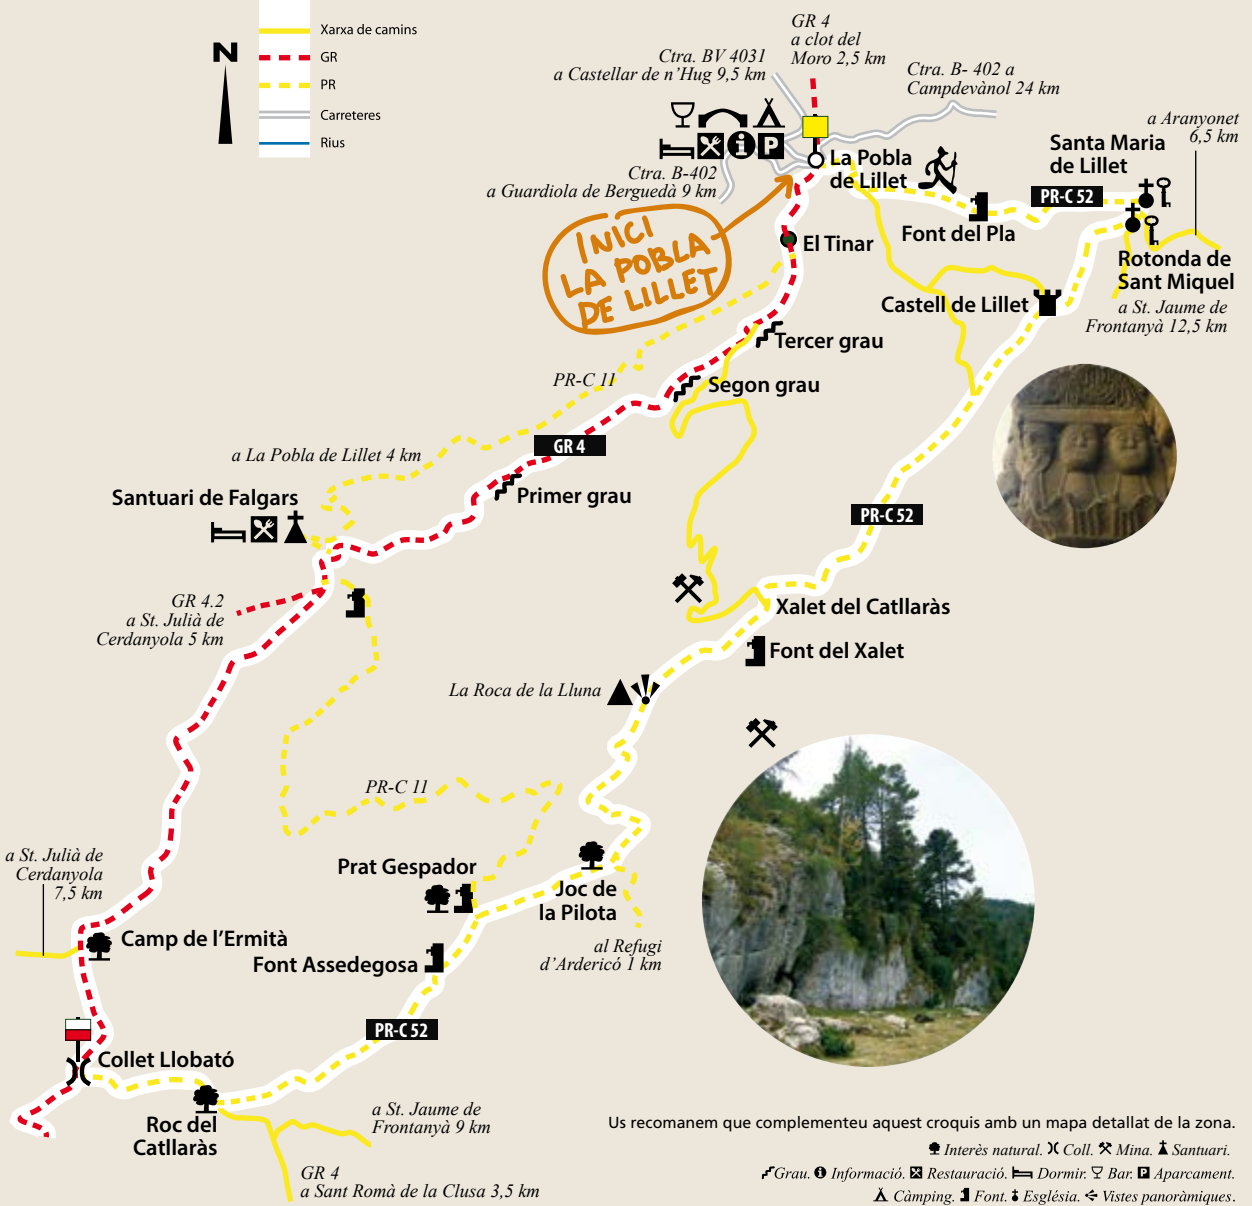 Xarxa de camins
GR
PR
Carreteres
Rius
N
GR 4
a clot del
Moro 2,5 km
Ctra. BV 4031
a Castellar de n'Hug 9,5 km
Ctra. B- 402 a
Campdevànol 24 km
a Aranyonet
6,5 km
Santa Maria
de Lillet
La Pobla
de Lillet
PR-C 52
Ctra. B-402
a Guardiola de Berguedà 9 km
Font del Pla
INICI
LA POBLA
DE LILLET
El Tinar
Rotonda de
Sant Miquel
Castell de Lillet
a St. Jaume de
Frontanyà 12,5 km
Tercer grau
PR-C 11
Segon grau
GR 4
a La Pobla de Lillet 4 km
Santuari de Falgars
Primer grau
PR-C 52
GR 4.2
a St. Julià de
Cerdanyola 5 km
Xalet del Catllaràs
Font del Xalet
La Roca de la Lluna
PR-C 11
a St. Julià de
Cerdanyola
7,5 km
Prat Gespador
Joc de
la Pilota
Camp de l'Ermità
Font Assedegosa
al Refugi
d'Ardericó 1 km
PR-C 52
Collet Llobató
Roc del
Catllaràs
a St. Jaume de
Frontanyà 9 km
GR 4
a Sant Romà de la Clusa 3,5 km
Us recomanem que complementeu aquest croquis amb un mapa detallat de la zona.
Interès natural. Coll. Mina. Santuari.
Grau. Informació. Restauració. Dormir. Bar. P Aparcament.
Càmping. Font. Església. Vistes panoràmiques.